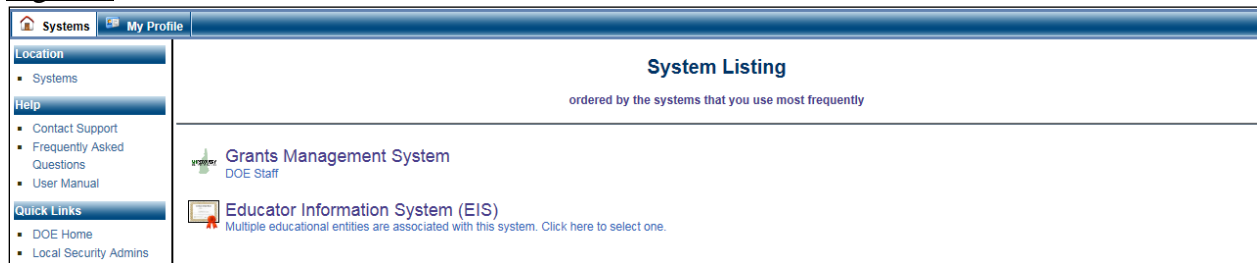 Systems My Profile
Location
Systems
Help
Contact Support
Frequently Asked
Questions
User Manual
Quick Links
DOE Home
Local Security Admins
System Listing
ordered by the systems that you use most frequently
Grants Management System
DOE Staff
Educator Information System (EIS)
Multiple educational entities are associated with this system. Click here to select one.